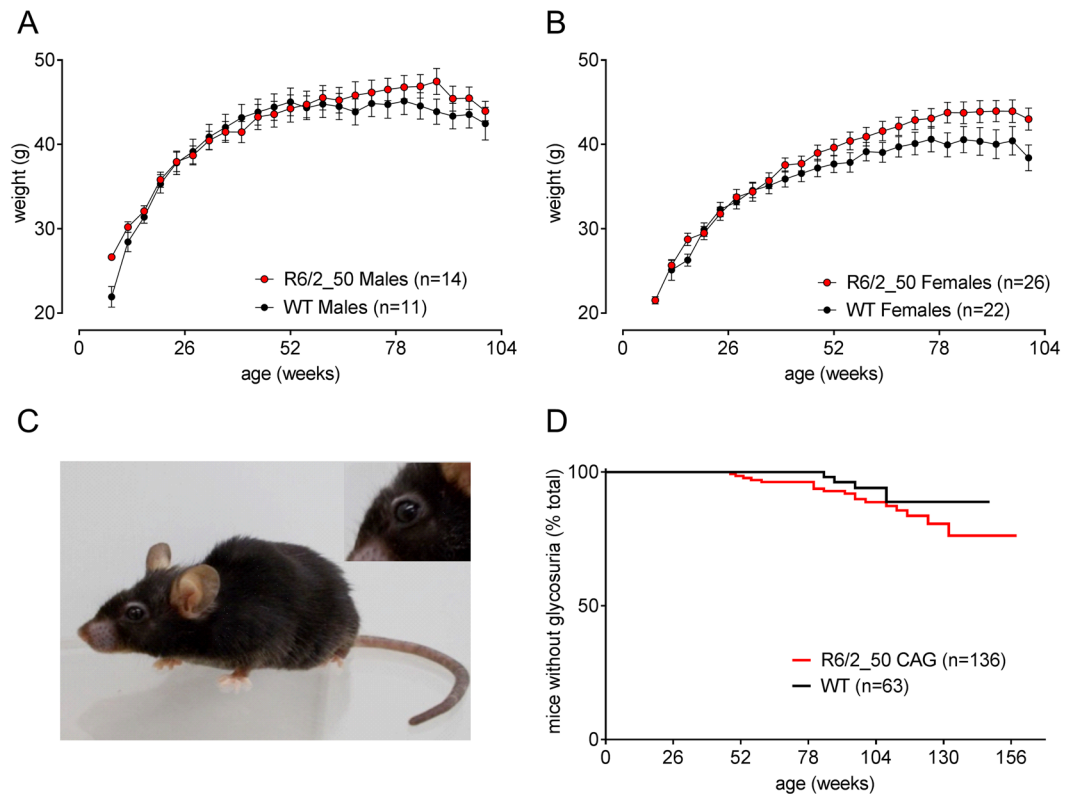 A
50
40
30
20
weight (g)
R6/2_50 Males (n=14)
WT Males (n=11)
0 26 52 78 104
age (weeks)
B
50
40
30
20
weight (g)
R6/2_50 Females (n=26)
WT Females (n=22)
0 26 52 78 104
age (weeks)
C
D
100
50
0
mice without glycosuria (% total)
R6/2_50 CAG (n=136)
WT (n=63)
0 26 52 78 104 130 156
age (weeks)